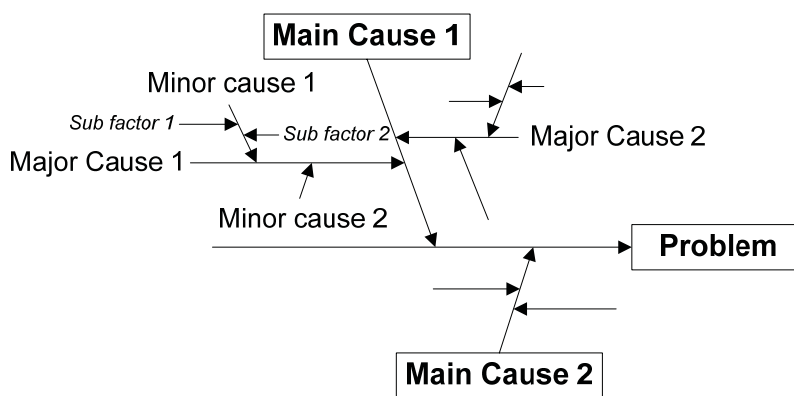 Main Cause 1
Minor cause 1
Sub factor 1
Sub factor 2
Major Cause 2
Major Cause 1
Minor cause 2
Problem
Main Cause 2